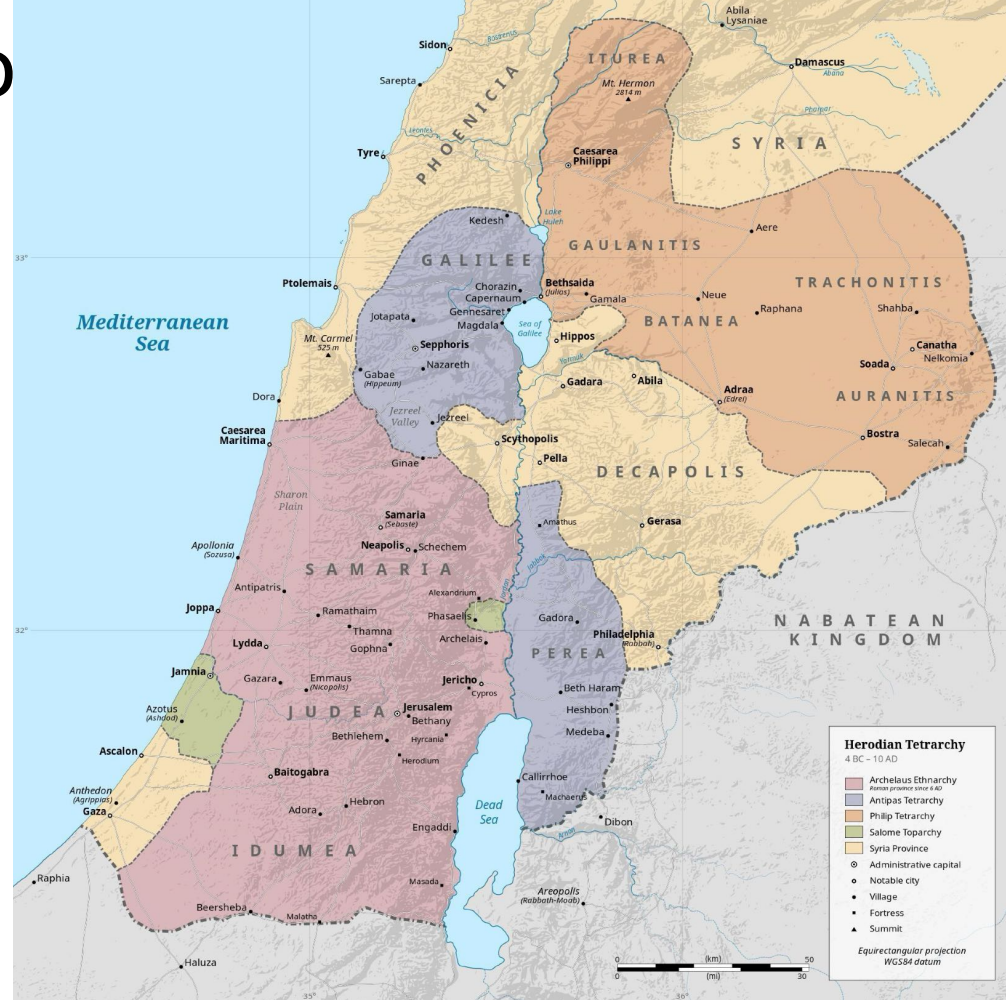 Abila
Lysaniae
Sidon
Bostrenus
ITUREA
Damascus
Abana
Sarepta
Mt. Hermon
2814 m
PHOENICIA
Pharpar
Leontes
SYRIA
Tyre
Caesarea
Philippi
Lake
Huleh
Kedesh
Aere
GAULANITIS
33°
GALILEE
TRACHONITIS
Ptolemais
Bethsaida
(Julias)
Chorazin
Capernaum
Gamala
Neue
Gennesaret
Raphana
Shahba
Jotapata
Magdala
BATANEA
Mediterranean
Sea
Sea of
Galilee
Hippos
Mt. Carmel
525 m
Sepphoris
Canatha
Nelkomia
Yarmuk
Nazareth
Soada
Gabae
(Hippeum)
Gadara
Abila
Adraa
(Edrei)
AURANITIS
Dora
Jezreel
Valley
Jezreel
Caesarea
Maritima
Scythopolis
Bostra
Salecah
Pella
Ginae
DECAPOLIS
Sharon
Plain
Samaria
(Sebaste)
Amathus
Gerasa
Apollonia
(Sozusa)
Neapolis
Schechem
SAMARIA
Jabbok
Antipatris
Alexandrium
Jordan
Joppa
Ramathaim
Phasaelis
Gadora
NABATEAN
KINGDOM
32°
Thamna
Archelais
Philadelphia
(Rabbah)
Lydda
Gophna
PEREA
Jamnia
Gazara
Emmaus
(Nicopolis)
Jericho
Cypros
Beth Haram
Azotus
(Ashdod)
JUDEA
Jerusalem
Bethany
Heshbon
Bethlehem
Hyrcania
Medeba
Ascalon
Herodium
Baitogabra
Callirrhoe
Anthedon
(Agrippias)
Machaerus
Gaza
Hebron
Adora
Dead
Sea
Dibon
Engaddi
Arnon
IDUMEA
Raphia
Masada
Areopolis
(Rabbath-Moab)
Beersheba
Malatha
Haluza
Herodian Tetrarchy
4 BC – 10 AD
Archelaus Ethnarchy
Roman province since 6 AD
Antipas Tetrarchy
Philip Tetrarchy
Salome Toparchy
Syria Province
Administrative capital
Notable city
Village
Fortress
Summit
Equirectangular projection
WGS84 datum
0 (km) 50
0 (mi) 30
35°
36°